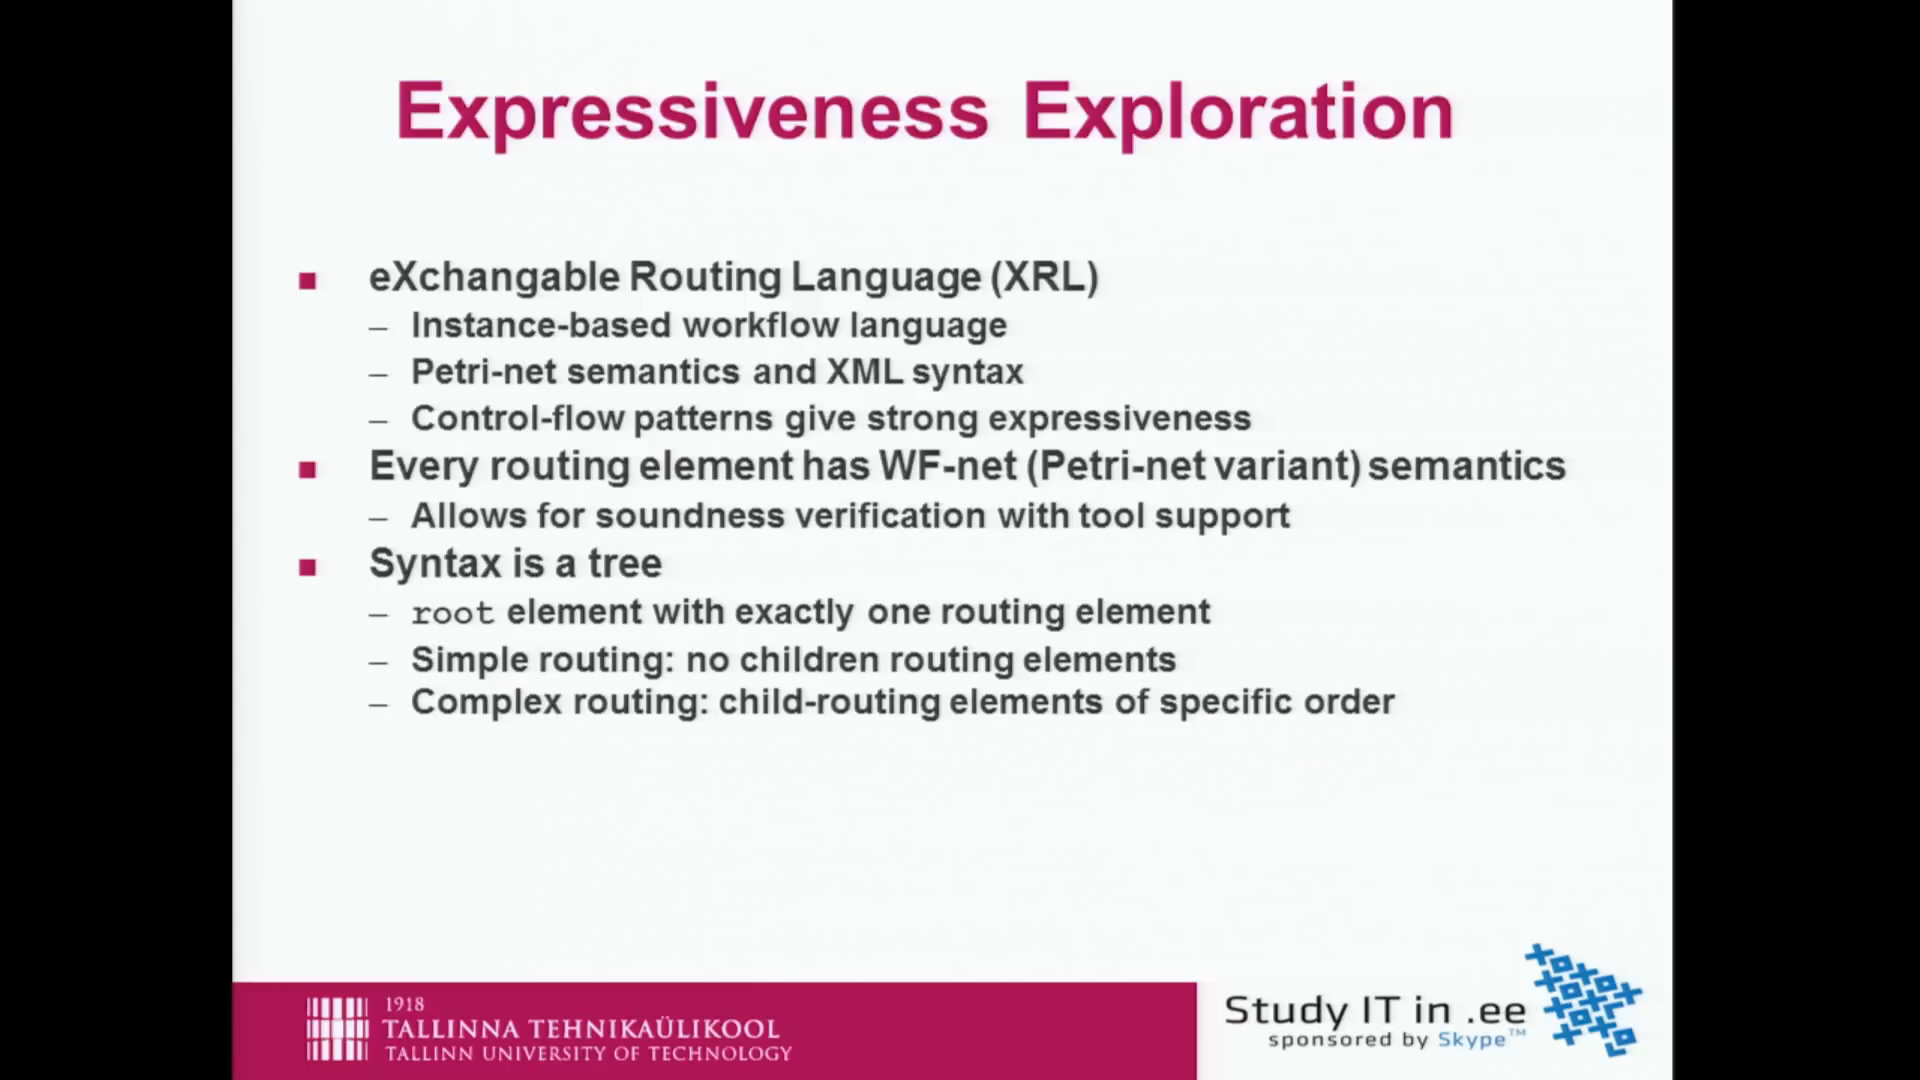 Expressiveness Exploration
eXchangable Routing Language (XRL)
– Instance-based workflow language
– Petri-net semantics and XML syntax
– Control-flow patterns give strong expressiveness
Every routing element has WF-net (Petri-net variant) semantics
– Allows for soundness verification with tool support
Syntax is a tree
– root element with exactly one routing element
– Simple routing: no children routing elements
– Complex routing: child-routing elements of specific order
1918
TALLINNA TEHNIKAÜLIKOOL
TALLINN UNIVERSITY OF TECHNOLOGY
Study IT in .ee
sponsored by Skype™